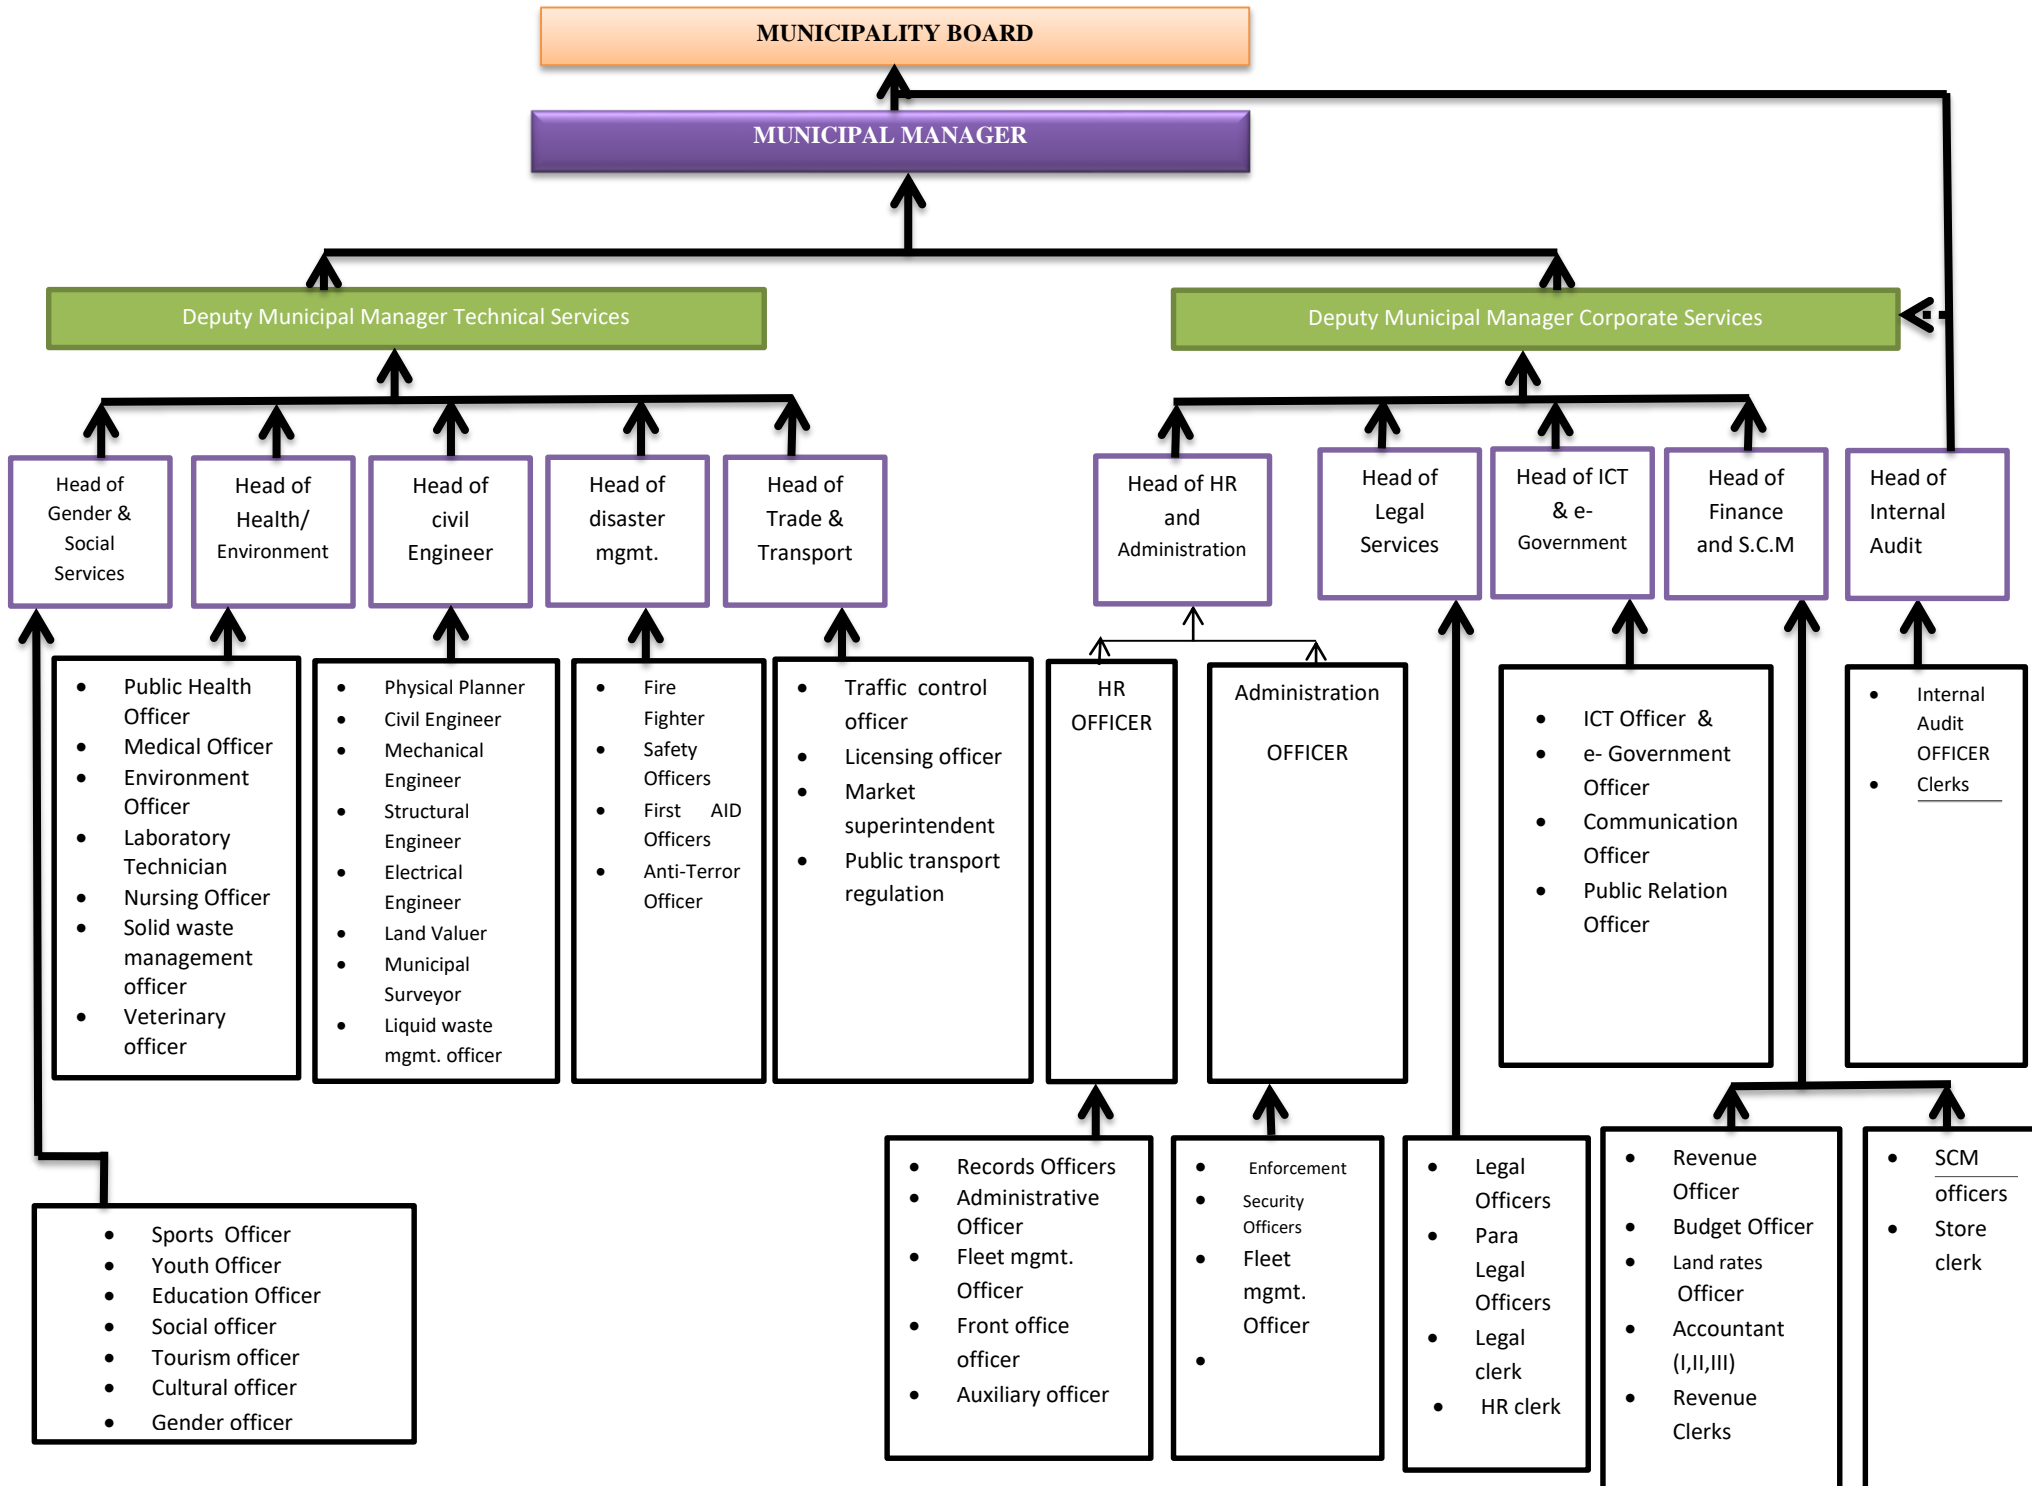 MUNICIPALITY BOARD
MUNICIPAL MANAGER
Deputy Municipal Manager Technical Services
Deputy Municipal Manager Corporate Services
Head of
Gender &
Social
Services
Head of
Health/
Environment
Head of
civil
Engineer
Head of
disaster
mgmt.
Head of
Trade &
Transport
Head of HR
and
Administration
Head of
Legal
Services
Head of ICT
& e-
Government
Head of
Finance
and S.C.M
Head of
Internal
Audit
• Public Health
Officer
• Medical Officer
• Environment
Officer
• Laboratory
Technician
• Nursing Officer
• Solid waste
management
officer
• Veterinary
officer
• Physical Planner
• Civil Engineer
• Mechanical
Engineer
• Structural
Engineer
• Electrical
Engineer
• Land Valuer
• Municipal
Surveyor
• Liquid waste
mgmt. officer
• Fire
Fighter
• Safety
Officers
• First AID
Officers
• Anti-Terror
Officer
• Traffic control
officer
• Licensing officer
• Market
superintendent
• Public transport
regulation
HR
OFFICER
Administration
OFFICER
• ICT Officer &
• e- Government
Officer
• Communication
Officer
• Public Relation
Officer
• Internal
Audit
OFFICER
• Clerks
• Sports Officer
• Youth Officer
• Education Officer
• Social officer
• Tourism officer
• Cultural officer
• Gender officer
• Records Officers
• Administrative
Officer
• Fleet mgmt.
Officer
• Front office
officer
• Auxiliary officer
• Enforcement
• Security
Officers
• Fleet
mgmt.
Officer
•
• Legal
Officers
• Para
Legal
Officers
• Legal
clerk
• HR clerk
• Revenue
Officer
• Budget Officer
• Land rates
Officer
• Accountant
(I,II,III)
• Revenue
Clerks
• SCM
officers
• Store
clerk